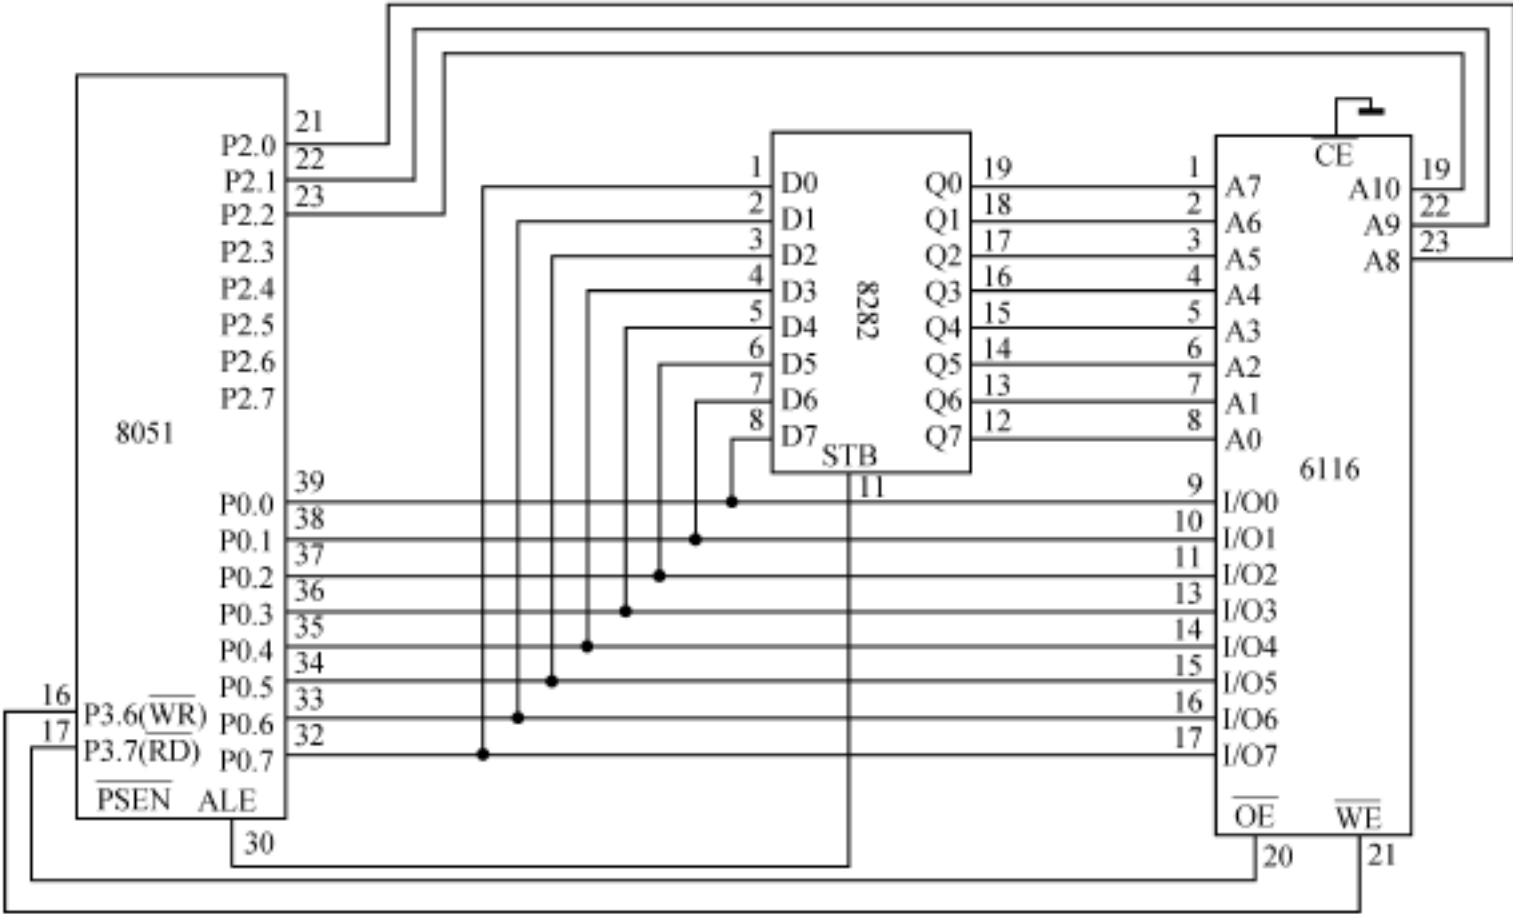 21
P2.0
22
P2.1
23
P2.2
P2.3
P2.4
P2.5
P2.6
P2.7
8051
39
P0.0
38
P0.1
37
P0.2
36
P0.3
35
P0.4
34
P0.5
33
P0.6
32
P0.7
16
P3.6(WR)
17
P3.7(RD)
PSEN ALE
30
1 D0 Q0 19
2 D1 Q1 18
3 D2 Q2 17
4 D3 Q3 16
5 D4 Q4 15
6 D5 Q5 14
7 D6 Q6 13
8 D7 Q7 12
8282
STB
11
CE
1 A7 A10 19
2 A6 A9 22
3 A5 A8 23
4 A4
5 A3
6 A2
7 A1
8 A0
6116
9 I/O0
10 I/O1
11 I/O2
13 I/O3
14 I/O4
15 I/O5
16 I/O6
17 I/O7
OE WE
20 21